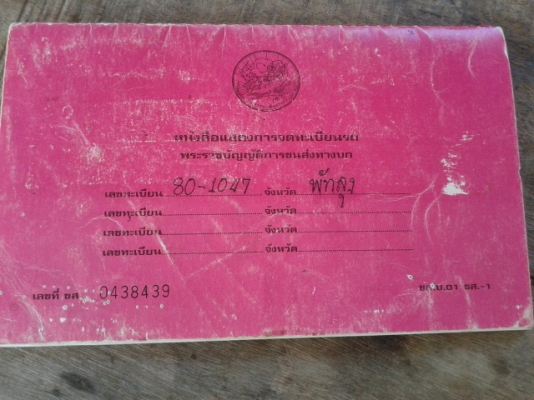 หนังสือแสดงการจดทะเบียนรถ
พระราชบัญญัติการขนส่งทางบก
เลขทะเบียน 80-1047 จังหวัด พัทลุง
เลขทะเบียน จังหวัด
เลขทะเบียน จังหวัด
เลขทะเบียน จังหวัด
เลขที่ ขส 0438439